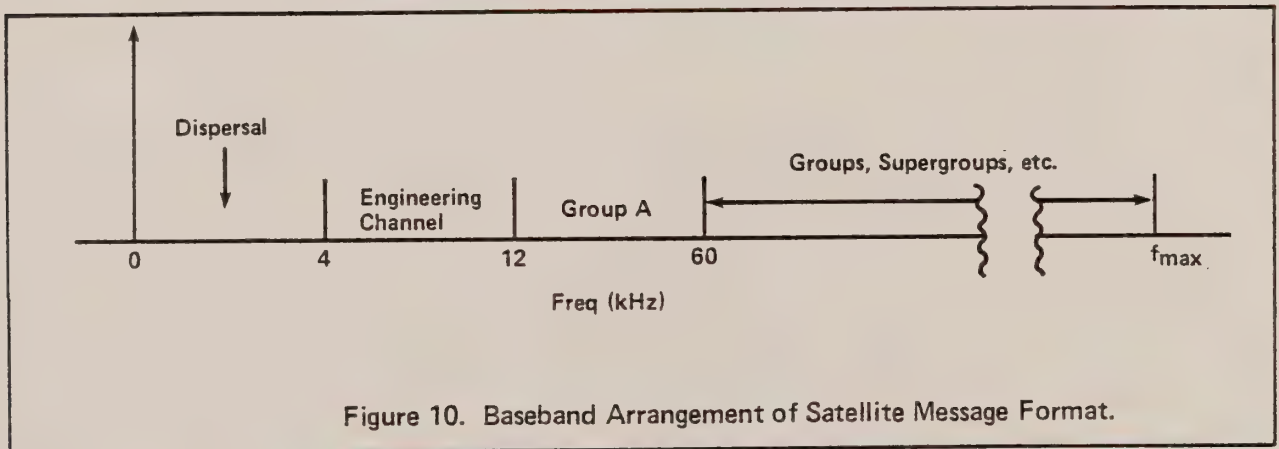 Dispersal
Engineering
Channel
Group A
Groups, Supergroups, etc.
0
4
12
60
fmax
Freq (kHz)
Figure 10. Baseband Arrangement of Satellite Message Format.